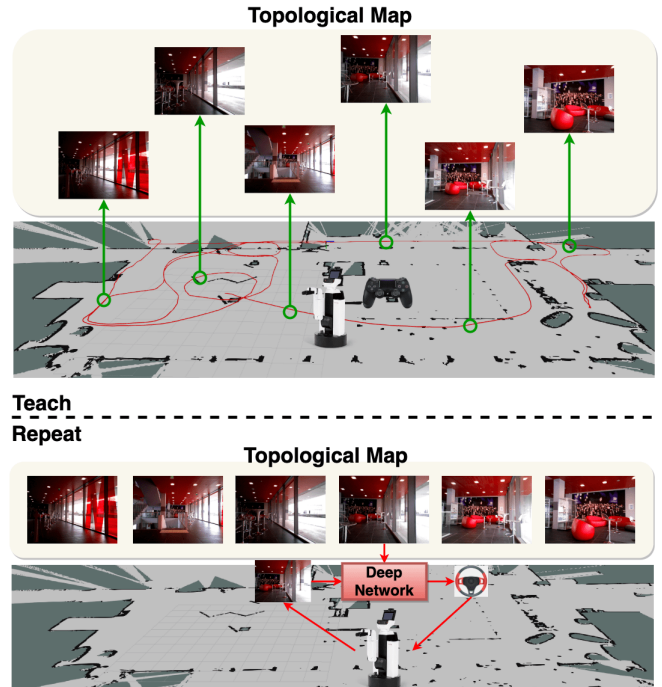 Topological Map
Teach
Repeat
Topological Map
Deep
Network